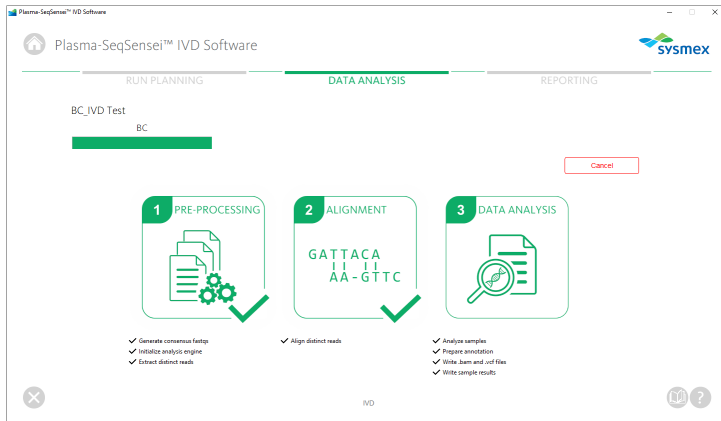 Plasma-SeqSensei™ IVD Software
Plasma-SeqSensei™ IVD Software
sysmex
RUN PLANNING
DATA ANALYSIS
REPORTING
BC_IVD Test
BC
Cancel
1 PRE-PROCESSING
2 ALIGNMENT
3 DATA ANALYSIS
GATTACA
AA-GTTC
Generate consensus fastqs
Initialize analysis engine
Extract distinct reads
Align distinct reads
Analyze samples
Prepare annotation
Write .bam and .vcf files
Write sample results
IVD
?